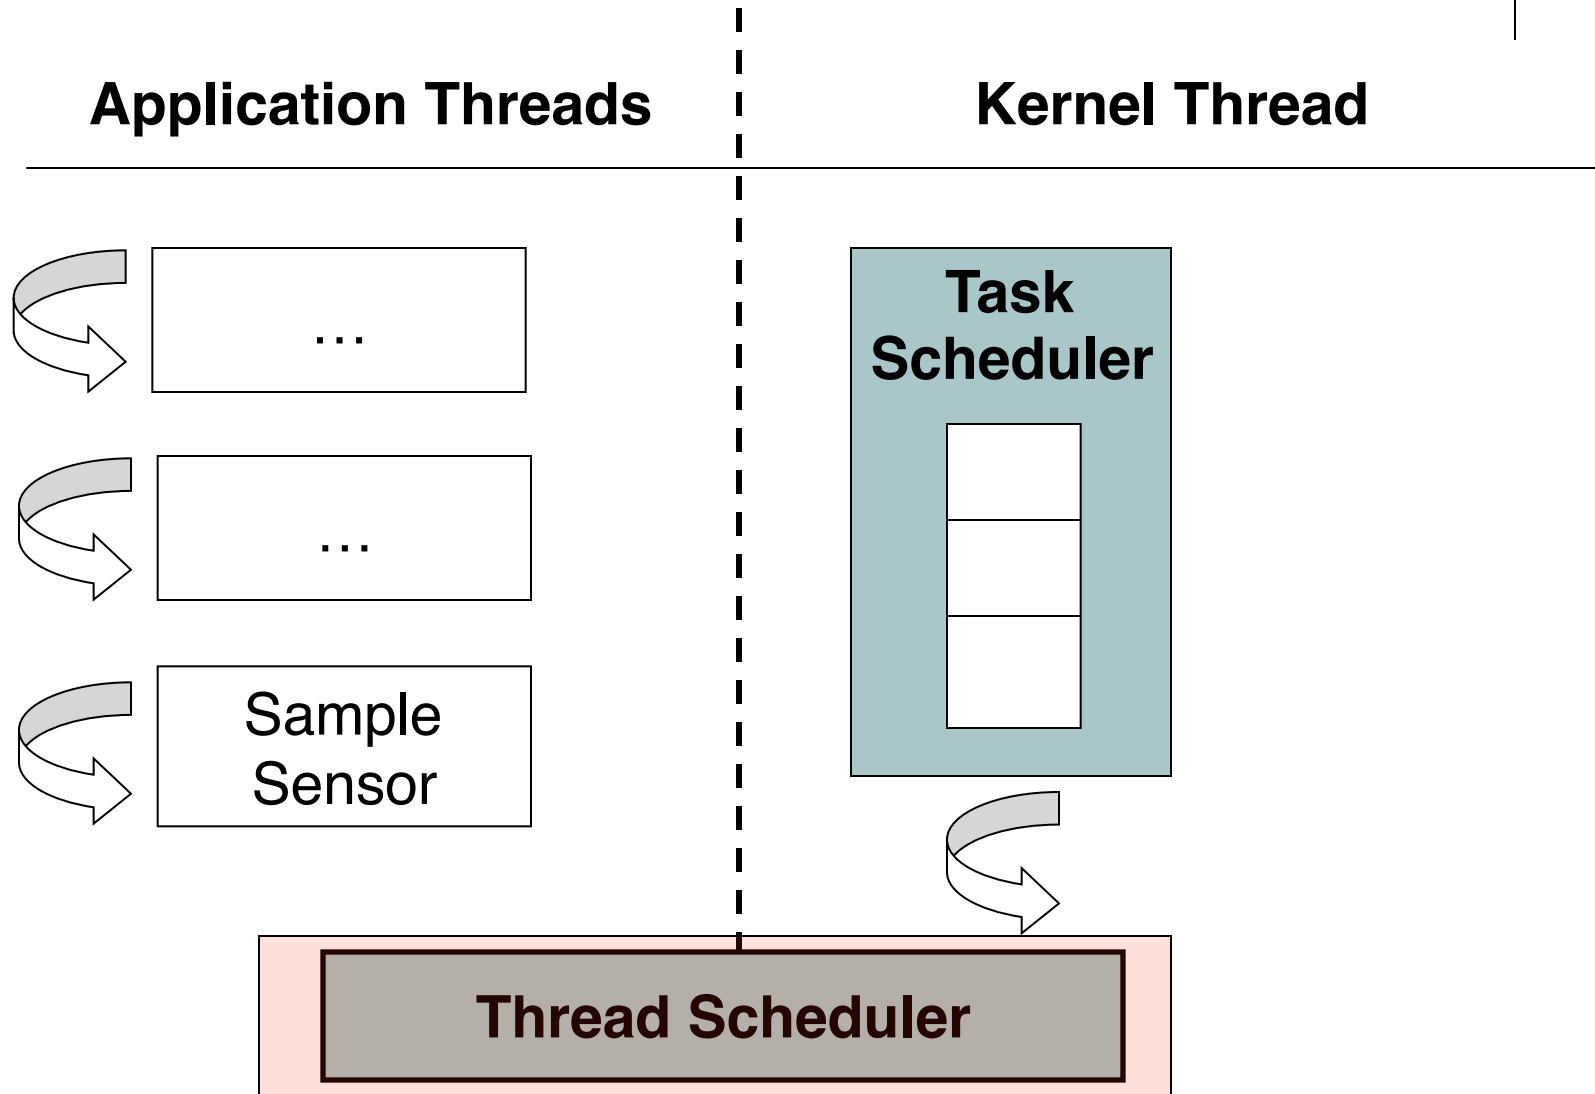 Application Threads
Kernel Thread
…
…
Sample
Sensor
Task
Scheduler
Thread Scheduler